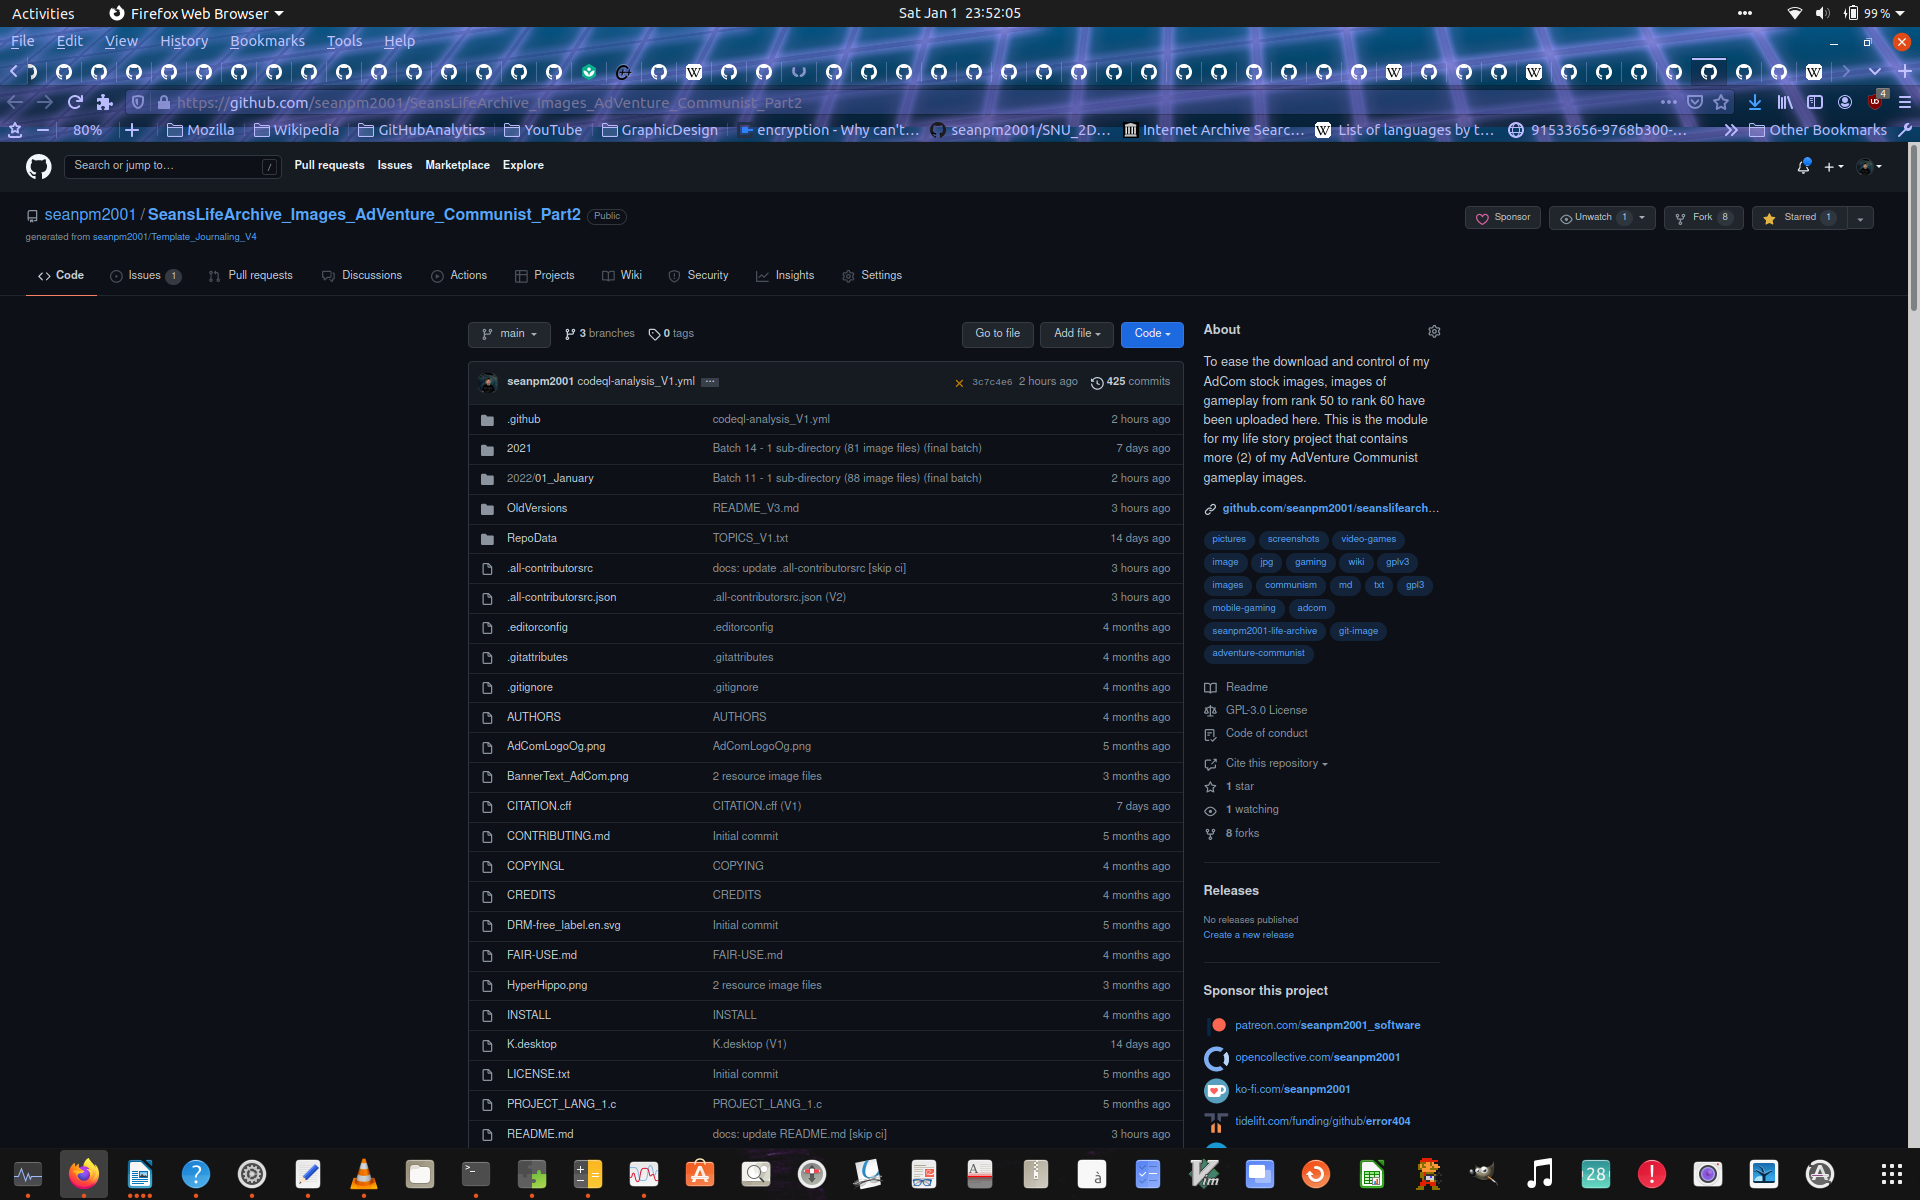 Activities Firefox Web Browser Sat Jan 1 23:52:05 99 %
File Edit View History Bookmarks Tools Help
https://github.com/seanpm2001/SeansLifeArchive_Images_AdVenture_Communist_Part2 4
80% Mozilla Wikipedia GitHubAnalytics YouTube GraphicDesign encryption - Why can't... seanpm2001/SNU_2D... Internet Archive Searc... List of languages by t... 91533656-9768b300-... Other Bookmarks
Search or jump to... / Pull requests Issues Marketplace Explore
seanpm2001 / SeansLifeArchive_Images_AdVenture_Communist_Part2 Public Sponsor Unwatch 1 Fork 8 Starred 1
generated from seanpm2001/Template_Journaling_V4
Code Issues 1 Pull requests Discussions Actions Projects Wiki Security Insights Settings
main 3 branches 0 tags Go to file Add file Code
seanpm2001 codeql-analysis_V1.yml ... 3c7c4e6 2 hours ago 425 commits
.github codeql-analysis_V1.yml 2 hours ago
2021 Batch 14 - 1 sub-directory (81 image files) (final batch) 7 days ago
2022/01_January Batch 11 - 1 sub-directory (88 image files) (final batch) 2 hours ago
OldVersions README_V3.md 3 hours ago
RepoData TOPICS_V1.txt 14 days ago
.all-contributorsrc docs: update .all-contributorsrc [skip ci] 3 hours ago
.all-contributorsrc.json .all-contributorsrc.json (V2) 3 hours ago
.editorconfig .editorconfig 4 months ago
.gitattributes .gitattributes 4 months ago
.gitignore .gitignore 4 months ago
AUTHORS AUTHORS 4 months ago
AdComLogoOg.png AdComLogoOg.png 5 months ago
BannerText_AdCom.png 2 resource image files 3 months ago
CITATION.cff CITATION.cff (V1) 7 days ago
CONTRIBUTING.md Initial commit 5 months ago
COPYINGL COPYING 4 months ago
CREDITS CREDITS 4 months ago
DRM-free_label.en.svg Initial commit 5 months ago
FAIR-USE.md FAIR-USE.md 4 months ago
HyperHippo.png 2 resource image files 3 months ago
INSTALL INSTALL 4 months ago
K.desktop K.desktop (V1) 14 days ago
LICENSE.txt Initial commit 5 months ago
PROJECT_LANG_1.c PROJECT_LANG_1.c 5 months ago
README.md docs: update README.md [skip ci] 3 hours ago
About
To ease the download and control of my
AdCom stock images, images of
gameplay from rank 50 to rank 60 have
been uploaded here. This is the module
for my life story project that contains
more (2) of my AdVenture Communist
gameplay images.
github.com/seanpm2001/seanslifearch...
pictures screenshots video-games
image jpg gaming wiki gplv3
images communism md txt gpl3
mobile-gaming adcom
seanpm2001-life-archive git-image
adventure-communist
Readme
GPL-3.0 License
Code of conduct
Cite this repository
1 star
1 watching
8 forks
Releases
No releases published
Create a new release
Sponsor this project
patreon.com/seanpm2001_software
opencollective.com/seanpm2001
ko-fi.com/seanpm2001
tidelift.com/funding/github/error404
28